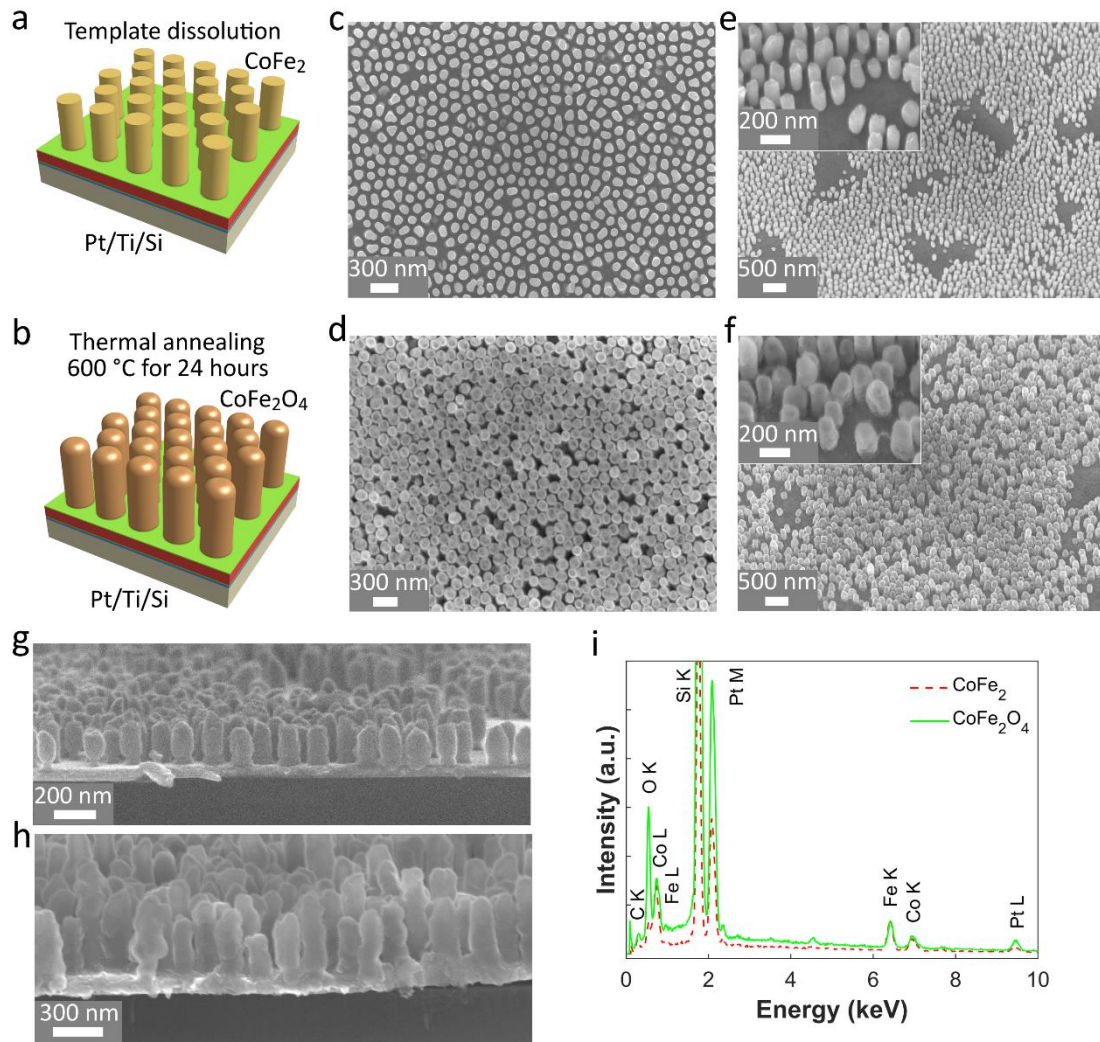 a
Template dissolution
CoFe₂
Pt/Ti/Si
b
Thermal annealing
600 °C for 24 hours
CoFe₂O₄
Pt/Ti/Si
c
300 nm
d
300 nm
e
200 nm
500 nm
f
200 nm
500 nm
g
200 nm
h
300 nm
i
Intensity (a.u.)
C K
O K
Co L
Fe L
Si K
Pt M
Fe K
Co K
Pt L
CoFe₂
CoFe₂O₄
0 2 4 6 8 10
Energy (keV)